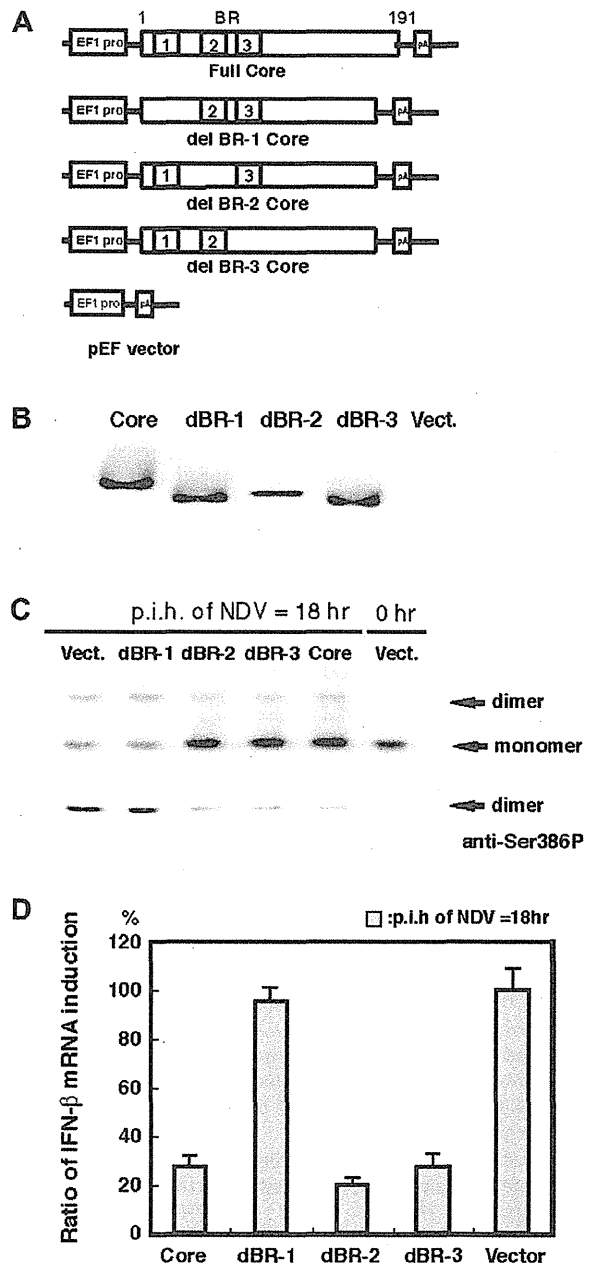 A
1 BR 191
EF1 pro 1 2 3 pA
Full Core
EF1 pro 2 3 pA
del BR-1 Core
EF1 pro 1 3 pA
del BR-2 Core
EF1 pro 1 2 pA
del BR-3 Core
EF1 pro pA
pEF vector
B
Core dBR-1 dBR-2 dBR-3 Vect.
C
p.i.h. of NDV = 18 hr 0 hr
Vect. dBR-1 dBR-2 dBR-3 Core Vect.
dimer
monomer
dimer
anti-Ser386P
D
% :p.i.h of NDV =18hr
Ratio of IFN-β mRNA induction
120
100
80
60
40
20
0
Core dBR-1 dBR-2 dBR-3 Vector